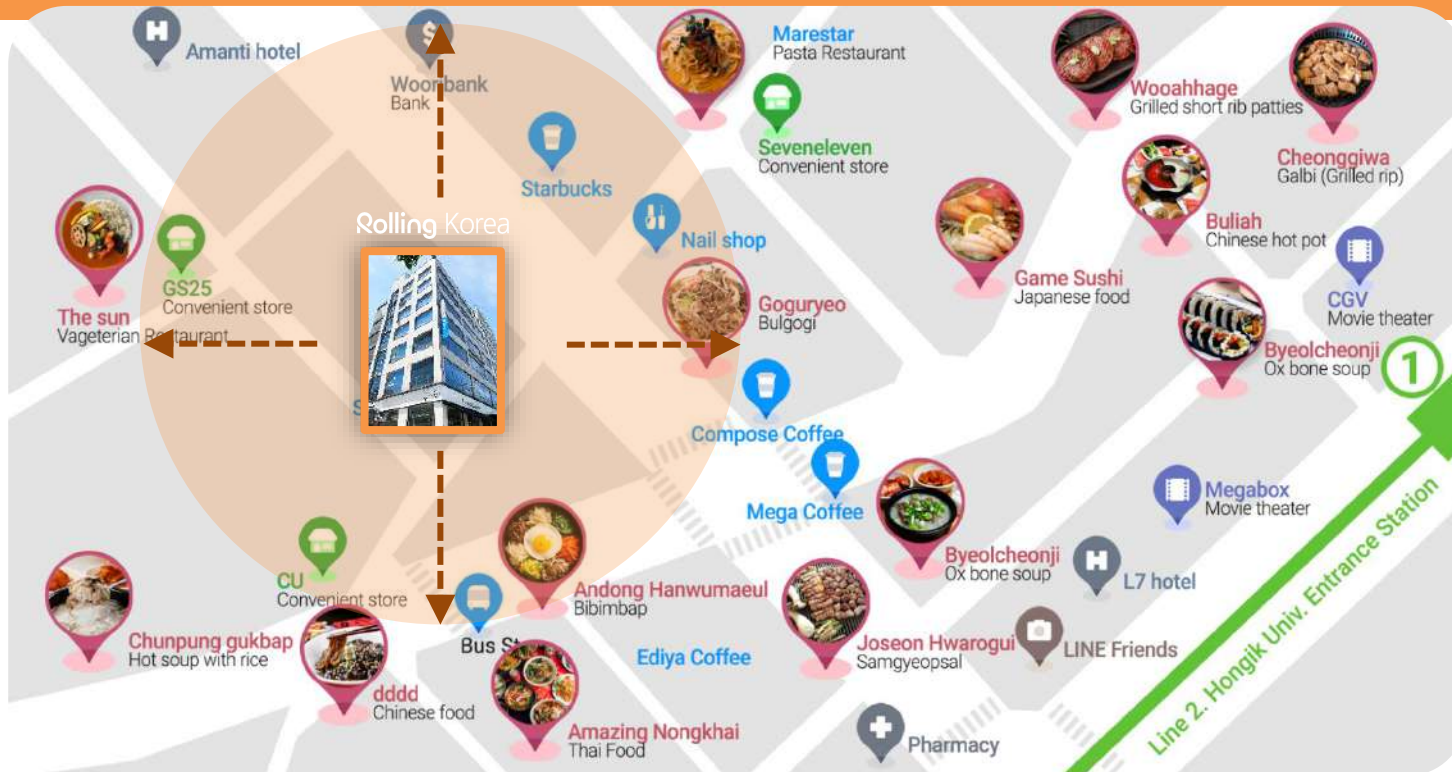 Amanti hotel
Wooribank
Bank
Marestar
Pasta Restaurant
Wooahhage
Grilled short rib patties
Cheonggiwa
Galbi (Grilled rip)
Seveneleven
Convenient store
Starbucks
Rolling Korea
Nail shop
Buliah
Chinese hot pot
Game Sushi
Japanese food
GS25
Convenient store
The sun
Vageterian Restaurant
Goguryeo
Bulgogi
CGV
Movie theater
Byeolcheonji
Ox bone soup
1
Compose Coffee
Mega Coffee
Megabox
Movie theater
Byeolcheonji
Ox bone soup
L7 hotel
CU
Convenient store
Andong Hanwumaeul
Bibimbap
Chunpung gukbap
Hot soup with rice
Bus St
Ediya Coffee
Joseon Hwarogui
Samgyeopsal
LINE Friends
dddd
Chinese food
Amazing Nongkhai
Thai Food
Pharmacy
Line 2. Hongik Univ. Entrance Station